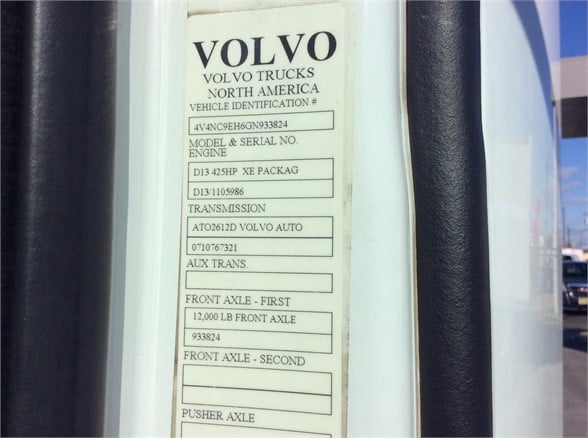 VOLVO
VOLVO TRUCKS
NORTH AMERICA
VEHICLE IDENTIFICATION #
4V4NC9EH6GN933824
MODEL & SERIAL NO.
ENGINE
D13 425HP XE PACKAG
D13/1105986
TRANSMISSION
ATO2612D VOLVO AUTO
0710767321
AUX TRANS.
FRONT AXLE - FIRST
12,000 LB FRONT AXLE
933824
FRONT AXLE - SECOND
PUSHER AXLE